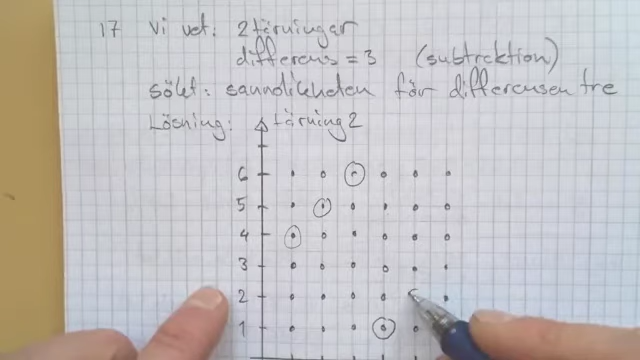 17 Vi vet: 2 tärningar
differens = 3 (subtraktion)
Sökt: sannolikheten för differensen tre
Lösning: tärning 2
6
5
4
3
2
1